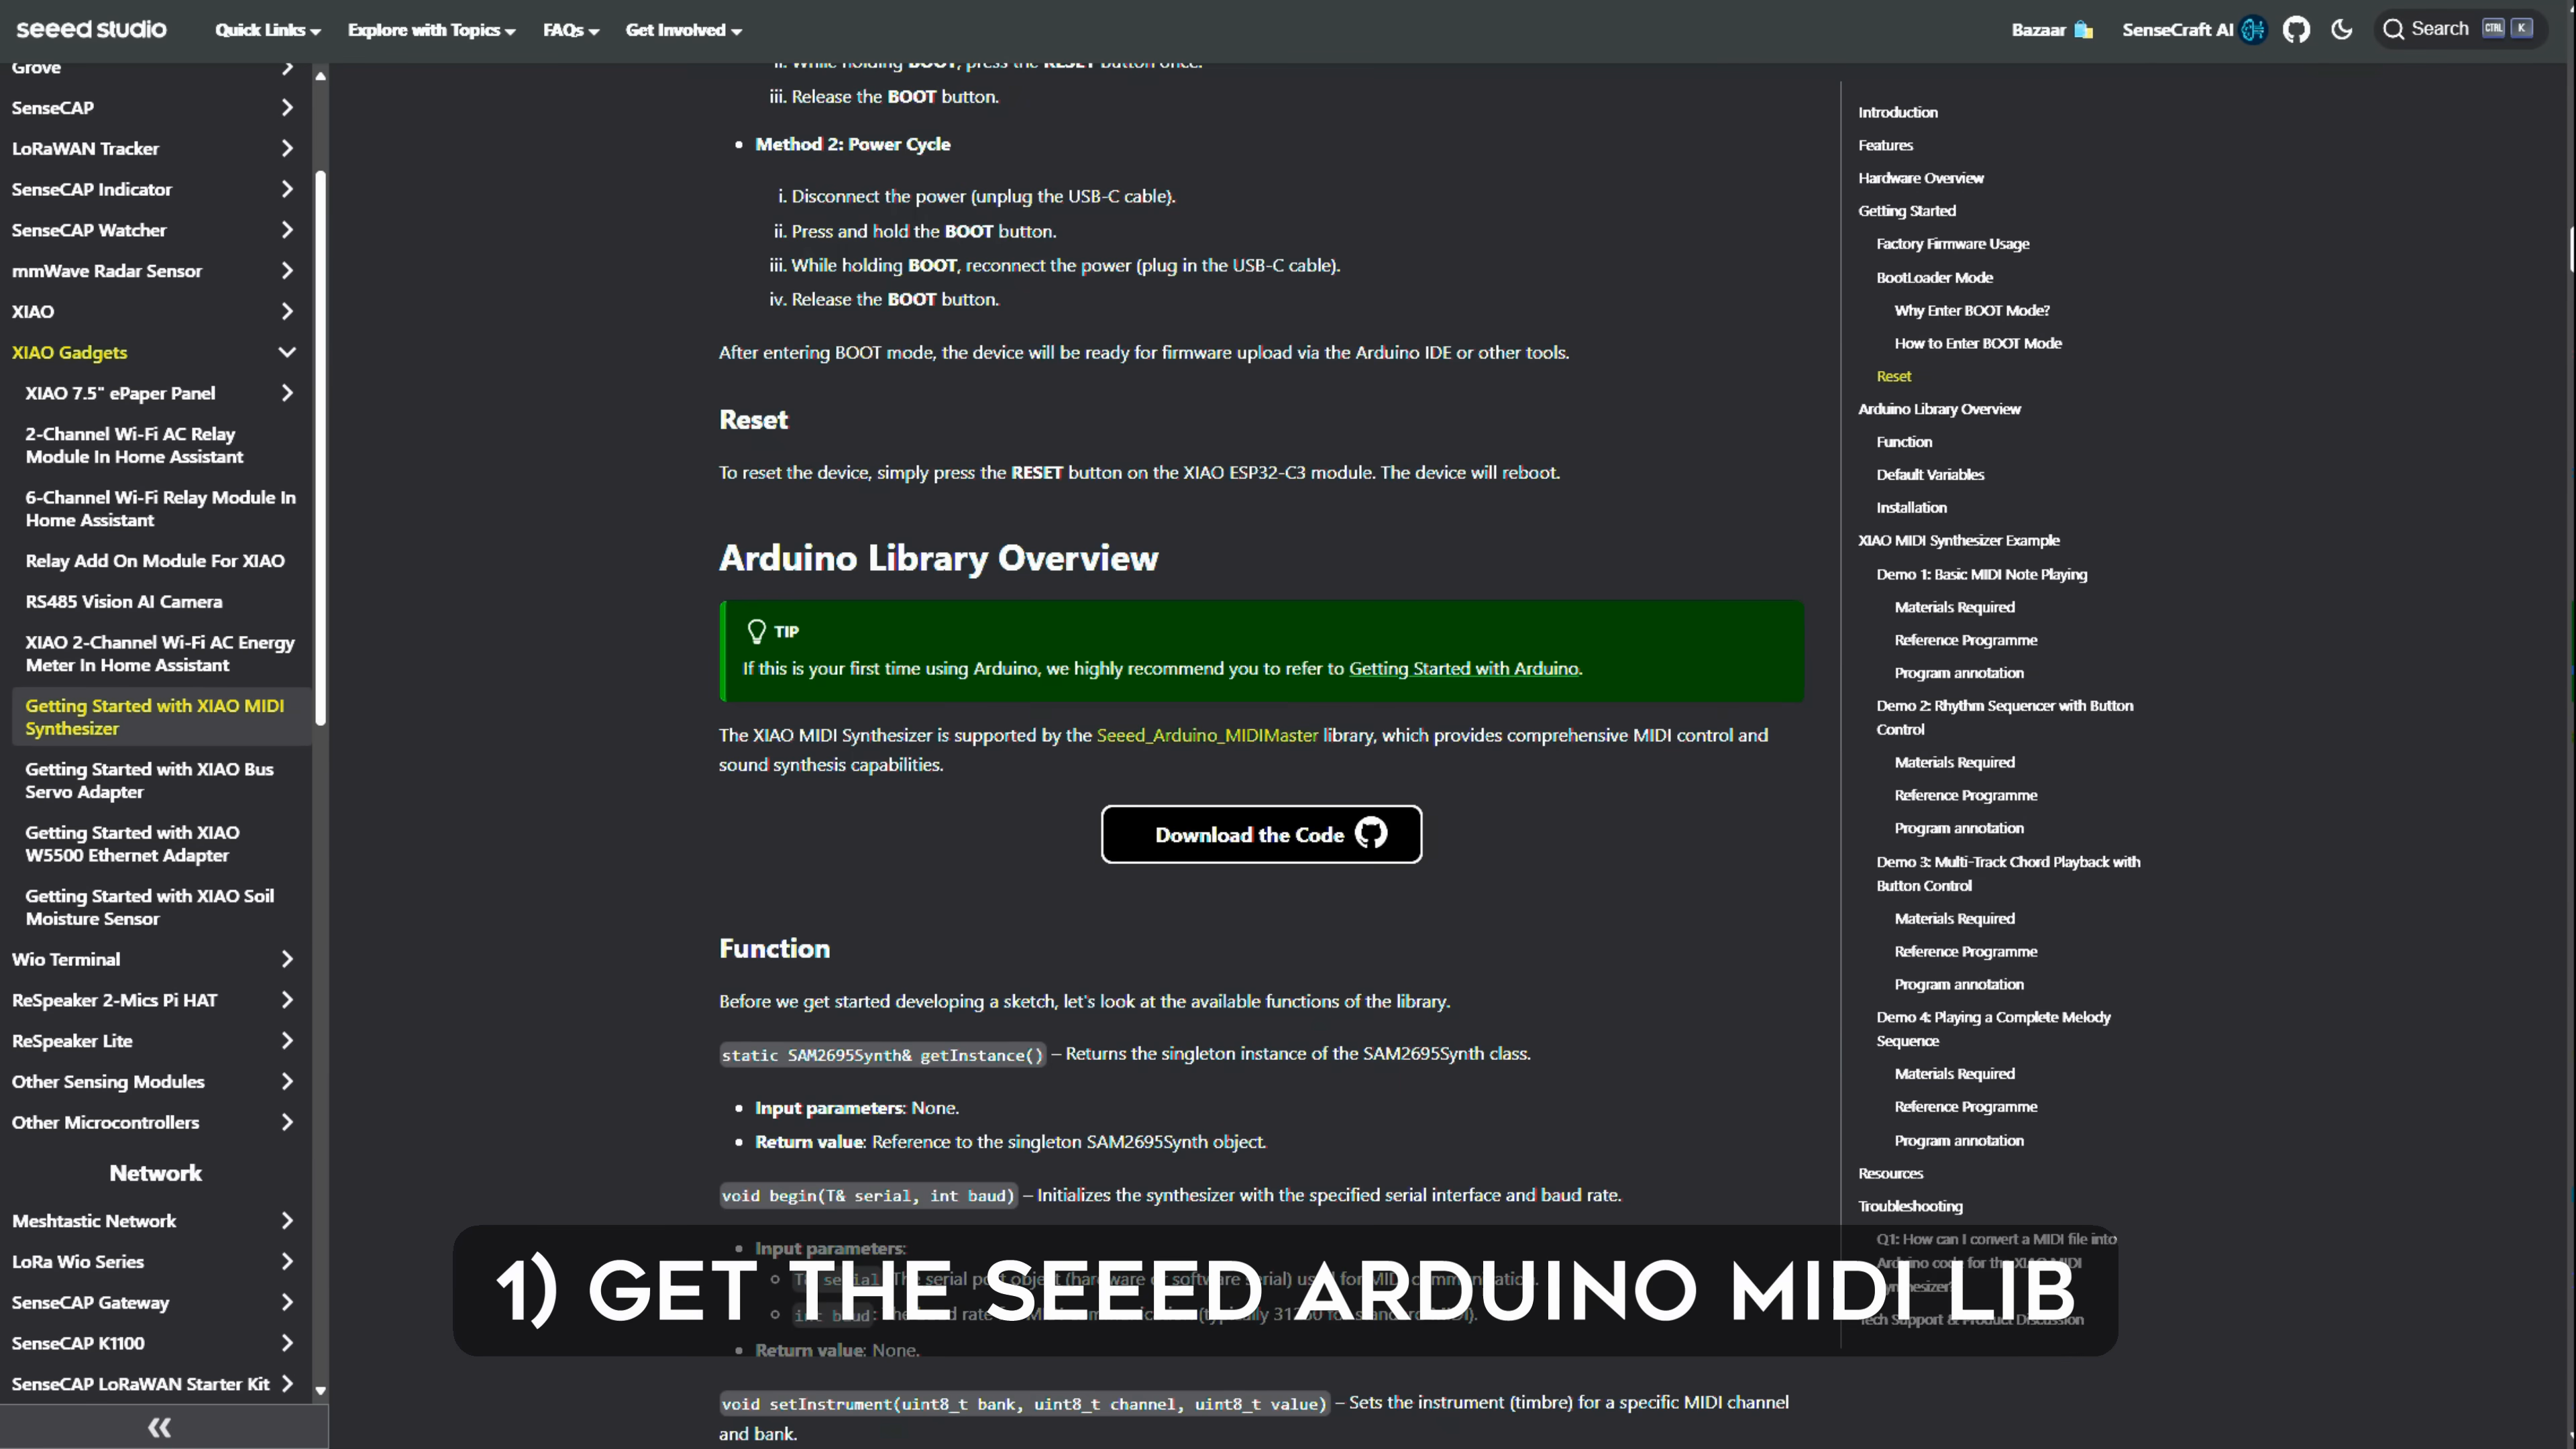 seeed studio
Quick Links
Explore with Topics
FAQs
Get Involved
Bazaar
SenseCraft AI
Search CTRL K
Grove
SenseCAP
LoRaWAN Tracker
SenseCAP Indicator
SenseCAP Watcher
mmWave Radar Sensor
XIAO
XIAO Gadgets
XIAO 7.5" ePaper Panel
2-Channel Wi-Fi AC Relay
Module In Home Assistant
6-Channel Wi-Fi Relay Module In
Home Assistant
Relay Add On Module For XIAO
RS485 Vision AI Camera
XIAO 2-Channel Wi-Fi AC Energy
Meter In Home Assistant
Getting Started with XIAO MIDI
Synthesizer
Getting Started with XIAO Bus
Servo Adapter
Getting Started with XIAO
W5500 Ethernet Adapter
Getting Started with XIAO Soil
Moisture Sensor
Wio Terminal
ReSpeaker 2-Mics Pi HAT
ReSpeaker Lite
Other Sensing Modules
Other Microcontrollers
Network
Meshtastic Network
LoRa Wio Series
SenseCAP Gateway
SenseCAP K1100
SenseCAP LoRaWAN Starter Kit
ii. While holding BOOT, press the RESET button once.
iii. Release the BOOT button.
• Method 2: Power Cycle
i. Disconnect the power (unplug the USB-C cable).
ii. Press and hold the BOOT button.
iii. While holding BOOT, reconnect the power (plug in the USB-C cable).
iv. Release the BOOT button.
After entering BOOT mode, the device will be ready for firmware upload via the Arduino IDE or other tools.
Reset
To reset the device, simply press the RESET button on the XIAO ESP32-C3 module. The device will reboot.
Arduino Library Overview
TIP
If this is your first time using Arduino, we highly recommend you to refer to Getting Started with Arduino.
The XIAO MIDI Synthesizer is supported by the Seeed_Arduino_MIDIMaster library, which provides comprehensive MIDI control and
sound synthesis capabilities.
Download the Code
Function
Before we get started developing a sketch, let's look at the available functions of the library.
static SAM2695Synth& getInstance() – Returns the singleton instance of the SAM2695Synth class.
• Input parameters: None.
• Return value: Reference to the singleton SAM2695Synth object.
void begin(T& serial, int baud) – Initializes the synthesizer with the specified serial interface and baud rate.
• Input parameters:
1) GET THE SEEED ARDUINO MIDI LIB
• Return value: None.
void setInstrument(uint8_t bank, uint8_t channel, uint8_t value) – Sets the instrument (timbre) for a specific MIDI channel
and bank.
Introduction
Features
Hardware Overview
Getting Started
Factory Firmware Usage
BootLoader Mode
Why Enter BOOT Mode?
How to Enter BOOT Mode
Reset
Arduino Library Overview
Function
Default Variables
Installation
XIAO MIDI Synthesizer Example
Demo 1: Basic MIDI Note Playing
Materials Required
Reference Programme
Program annotation
Demo 2: Rhythm Sequencer with Button
Control
Materials Required
Reference Programme
Program annotation
Demo 3: Multi-Track Chord Playback with
Button Control
Materials Required
Reference Programme
Program annotation
Demo 4: Playing a Complete Melody
Sequence
Materials Required
Reference Programme
Program annotation
Resources
Troubleshooting
Q1: How can I convert a MIDI file into